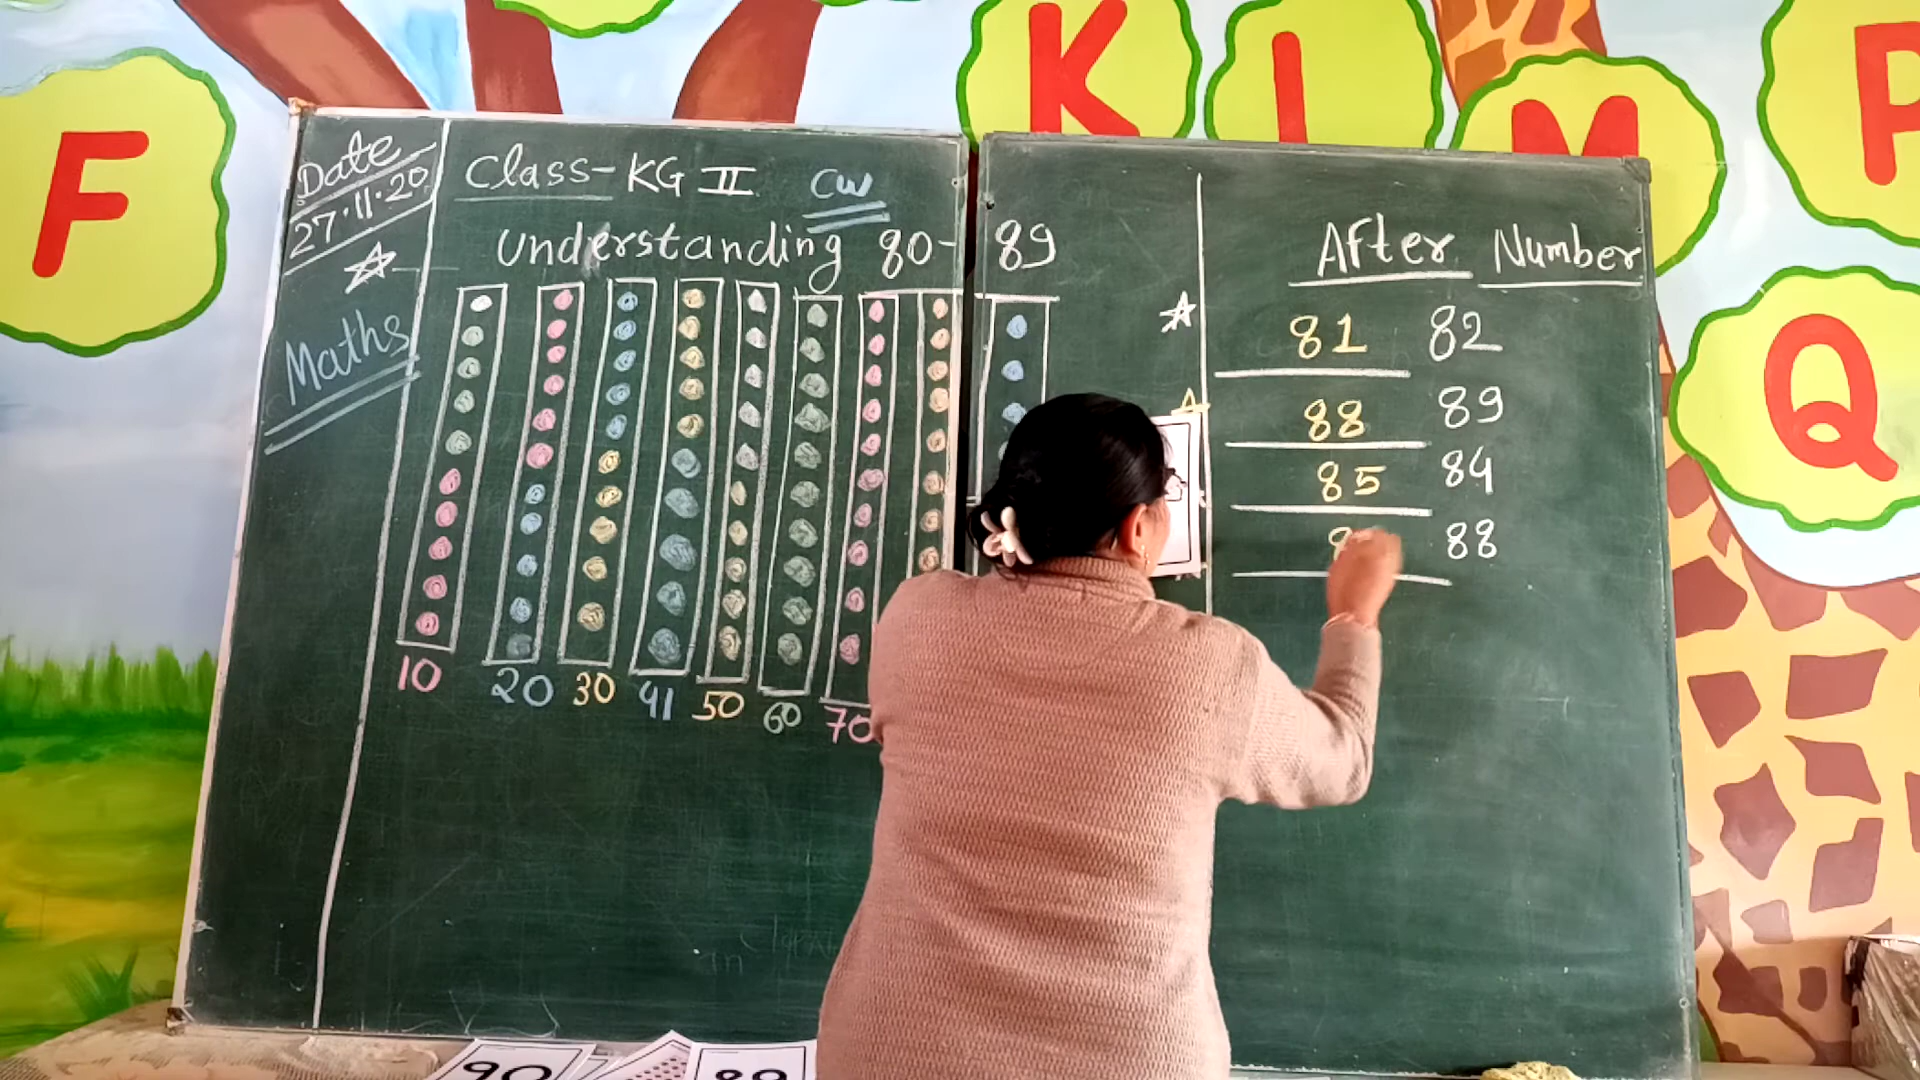 F
K
L
M
P
Q
Date
27.11.20
Maths
Class-KG II CW
Understanding 80-89
10 20 30 41 50 60 70
After Number
81 82
88 89
85 84
88
90